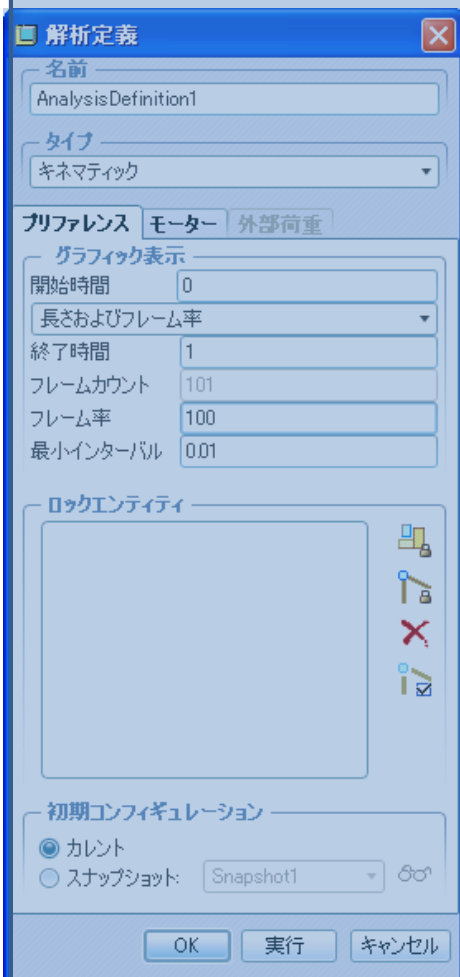 解析定義
名前
AnalysisDefinition1
タイプ
キネマティック
プリファレンス モーター 外部荷重
グラフィック表示
開始時間 0
長さおよびフレーム率
終了時間 1
フレームカウント 101
フレーム率 100
最小インターバル 0.01
ロックエンティティ
初期コンフィギュレーション
カレント
スナップショット: Snapshot1
OK 実行 キャンセル